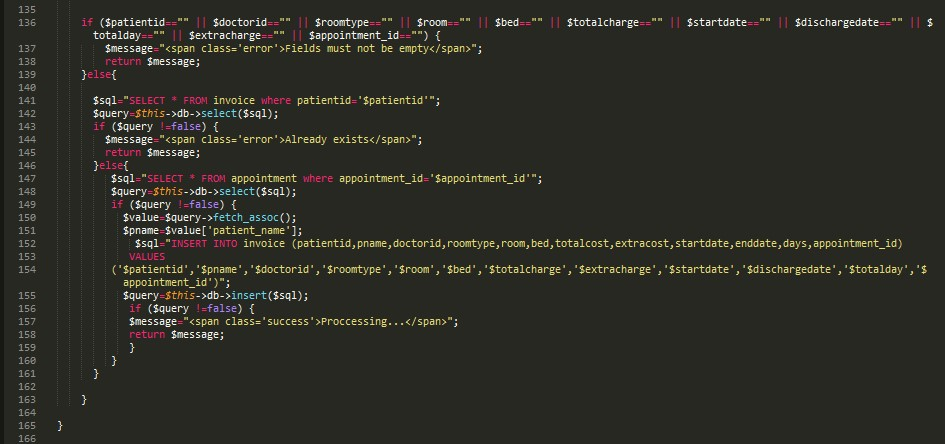 135
136 if ($patientid=="" || $doctorid=="" || $roomtype=="" || $room=="" || $bed=="" || $totalcharge=="" || $startdate=="" || $dischargedate=="" || $
totalday=="" || $extracharge=="" || $appointment_id=="") {
137 $message="<span class='error'>Fields must not be empty</span>";
138 return $message;
139 }else{
140
141 $sql="SELECT * FROM invoice where patientid='$patientid'";
142 $query=$this->db->select($sql);
143 if ($query !=false) {
144 $message="<span class='error'>Already exists</span>";
145 return $message;
146 }else{
147 $sql="SELECT * FROM appointment where appointment_id='$appointment_id'";
148 $query=$this->db->select($sql);
149 if ($query !=false) {
150 $value=$query->fetch_assoc();
151 $pname=$value['patient_name'];
152 $sql="INSERT INTO invoice (patientid,pname,doctorid,roomtype,room,bed,totalcost,extracost,startdate,enddate,days,appointment_id)
153 VALUES
154 ('$patientid','$pname','$doctorid','$roomtype','$room','$bed','$totalcharge','$extracharge','$startdate','$dischargedate','$totalday','$
appointment_id')";
155 $query=$this->db->insert($sql);
156 if ($query !=false) {
157 $message="<span class='success'>Proccessing...</span>";
158 return $message;
159 }
160 }
161 }
162
163 }
164
165 }
166